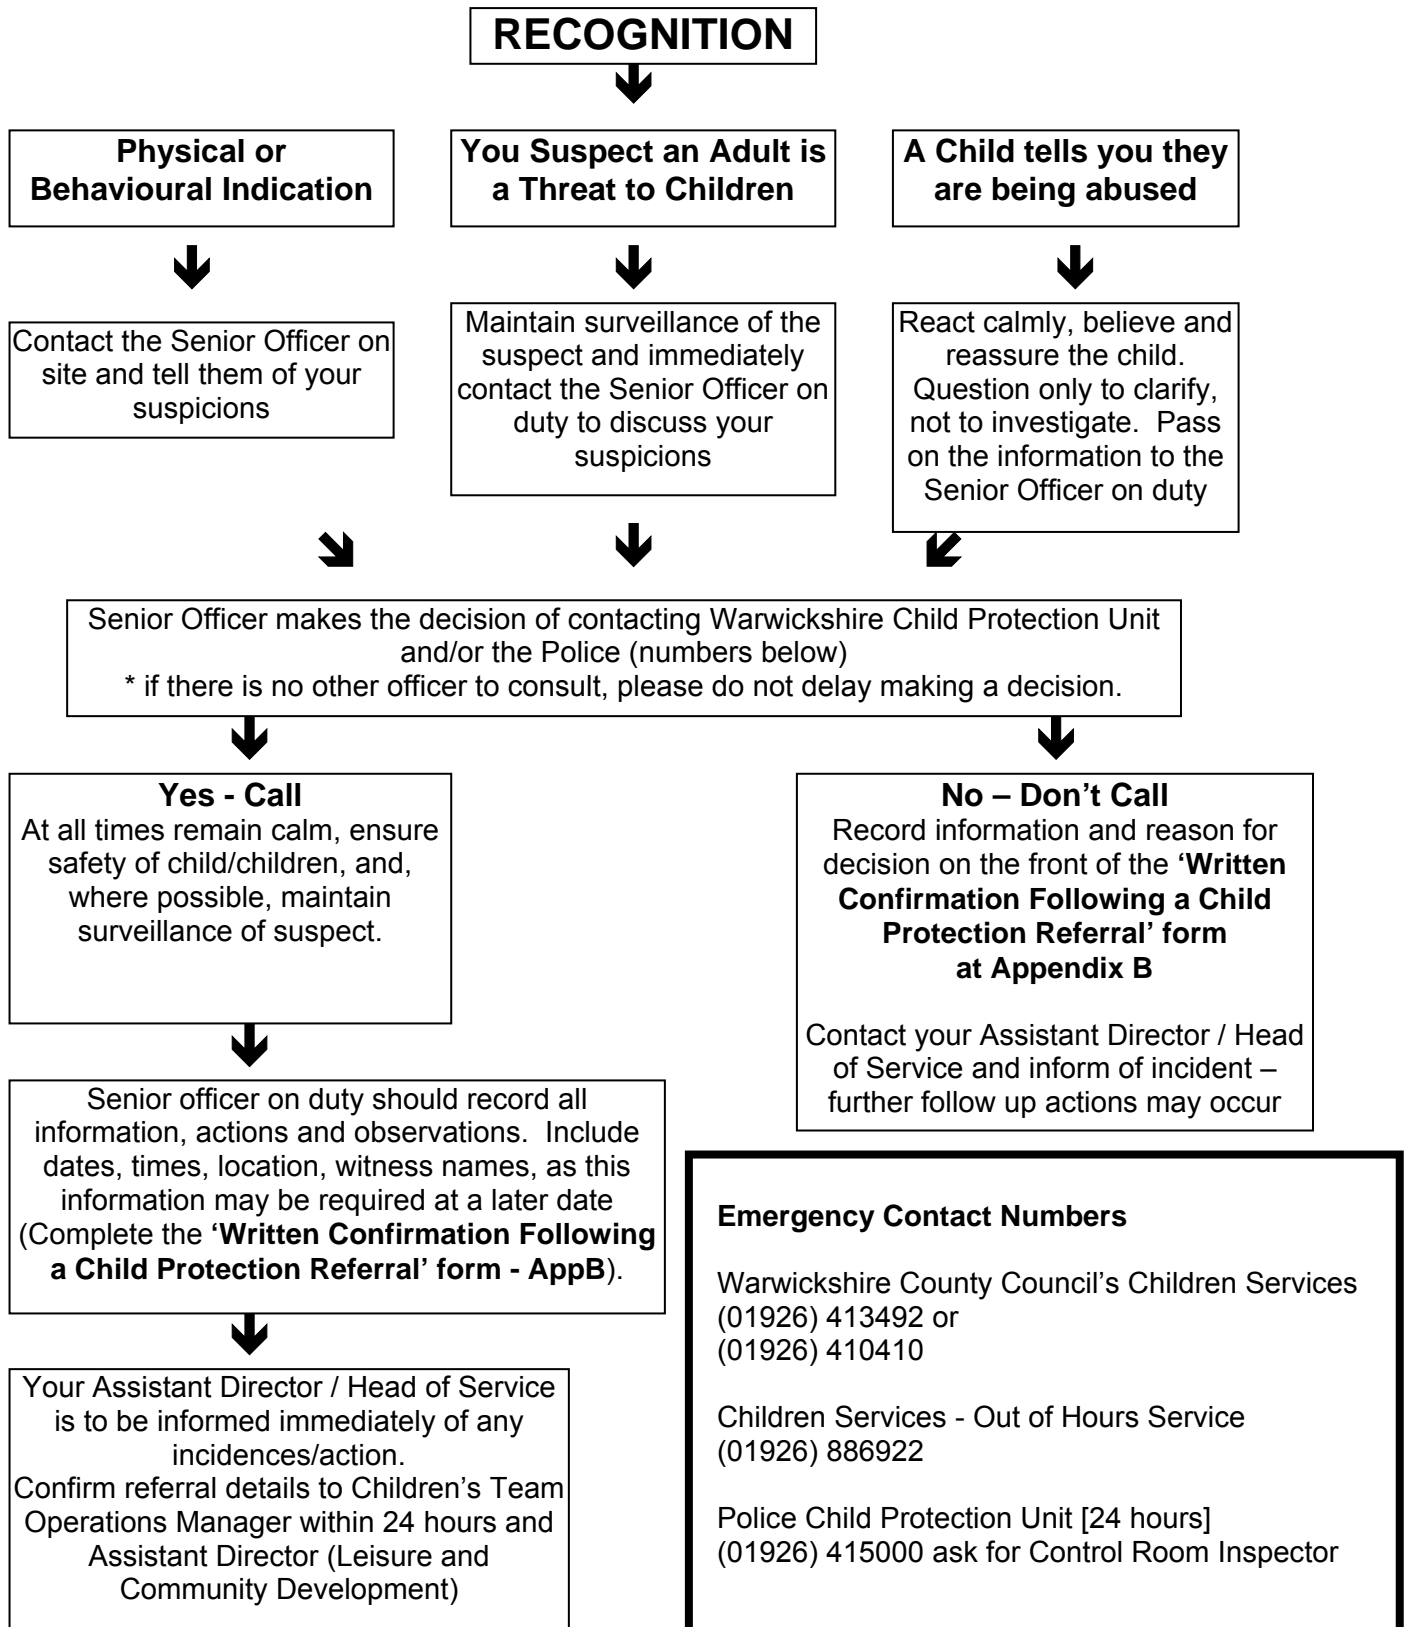 RECOGNITION
Physical or
Behavioural Indication
You Suspect an Adult is
a Threat to Children
A Child tells you they
are being abused
Contact the Senior Officer on
site and tell them of your
suspicions
Maintain surveillance of the
suspect and immediately
contact the Senior Officer on
duty to discuss your
suspicions
React calmly, believe and
reassure the child.
Question only to clarify,
not to investigate. Pass
on the information to the
Senior Officer on duty
Senior Officer makes the decision of contacting Warwickshire Child Protection Unit
and/or the Police (numbers below)
* if there is no other officer to consult, please do not delay making a decision.
Yes - Call
At all times remain calm, ensure
safety of child/children, and,
where possible, maintain
surveillance of suspect.
No – Don’t Call
Record information and reason for
decision on the front of the ‘Written
Confirmation Following a Child
Protection Referral’ form
at Appendix B
Contact your Assistant Director / Head
of Service and inform of incident –
further follow up actions may occur
Senior officer on duty should record all
information, actions and observations. Include
dates, times, location, witness names, as this
information may be required at a later date
(Complete the ‘Written Confirmation Following
a Child Protection Referral’ form - AppB).
Your Assistant Director / Head of Service
is to be informed immediately of any
incidences/action.
Confirm referral details to Children’s Team
Operations Manager within 24 hours and
Assistant Director (Leisure and
Community Development)
Emergency Contact Numbers
Warwickshire County Council’s Children Services
(01926) 413492 or
(01926) 410410
Children Services - Out of Hours Service
(01926) 886922
Police Child Protection Unit [24 hours]
(01926) 415000 ask for Control Room Inspector